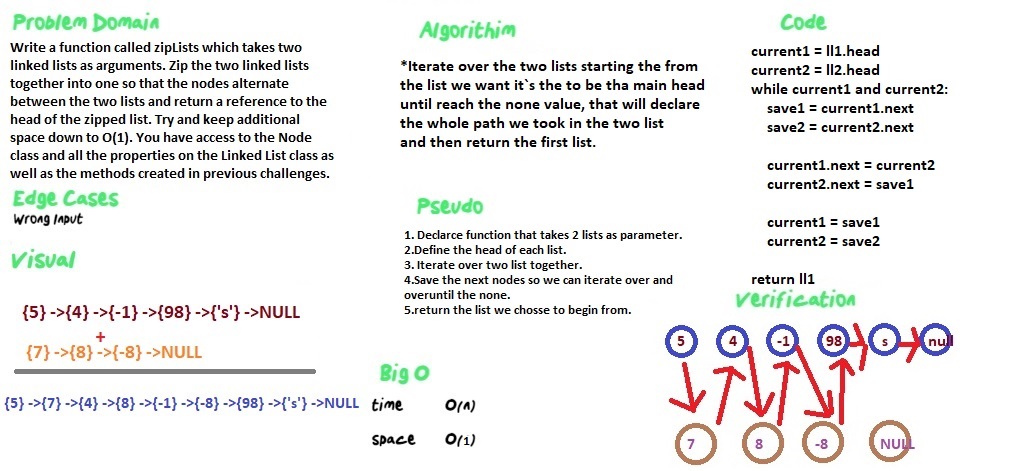 Problem Domain
Write a function called zipLists which takes two
linked lists as arguments. Zip the two linked lists
together into one so that the nodes alternate
between the two lists and return a reference to the
head of the zipped list. Try and keep additional
space down to O(1). You have access to the Node
class and all the properties on the Linked List class as
well as the methods created in previous challenges.
Edge Cases
Wrong Input
Visual
{5} ->{4} ->{-1} ->{98} ->{'s'} ->NULL
+
{7} ->{8} ->{-8} ->NULL
{5} ->{7} ->{4} ->{8} ->{-1} ->{-8} ->{98} ->{'s'} ->NULL
Algorithim
*Iterate over the two lists starting the from
the list we want it`s the to be tha main head
until reach the none value, that will declare
the whole path we took in the two list
and then return the first list.
Pseudo
1. Declarce function that takes 2 lists as parameter.
2.Define the head of each list.
3. Iterate over two list together.
4.Save the next nodes so we can iterate over and
overuntil the none.
5.return the list we chosse to begin from.
Big O
time O(n)
space O(1)
Code
current1 = ll1.head
current2 = ll2.head
while current1 and current2:
save1 = current1.next
save2 = current2.next
current1.next = current2
current2.next = save1
current1 = save1
current2 = save2
return ll1
Verification
5 4 -1 98 s null
7 8 -8 NULL